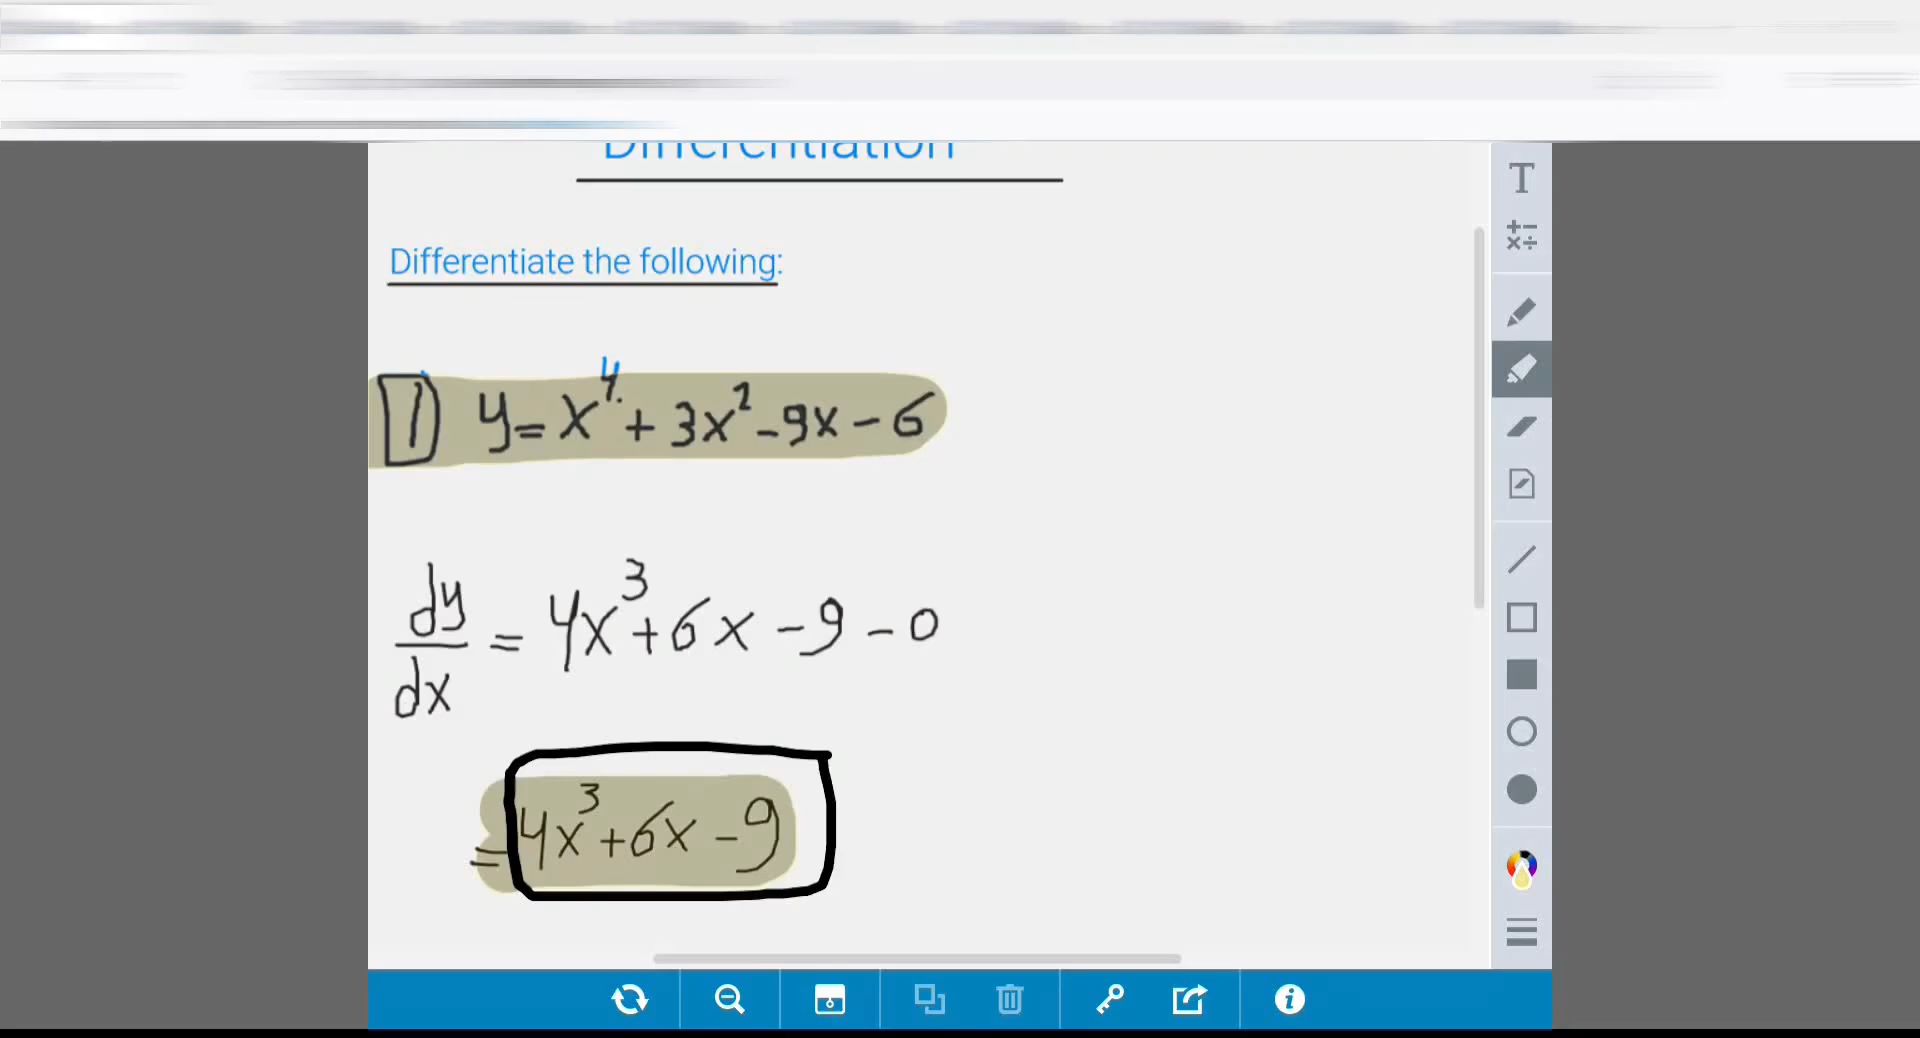 Differentiation
Differentiate the following:
1 y = x⁴ + 3x² - 9x - 6
dy/dx = 4x³ + 6x - 9 - 0
= 4x³ + 6x - 9